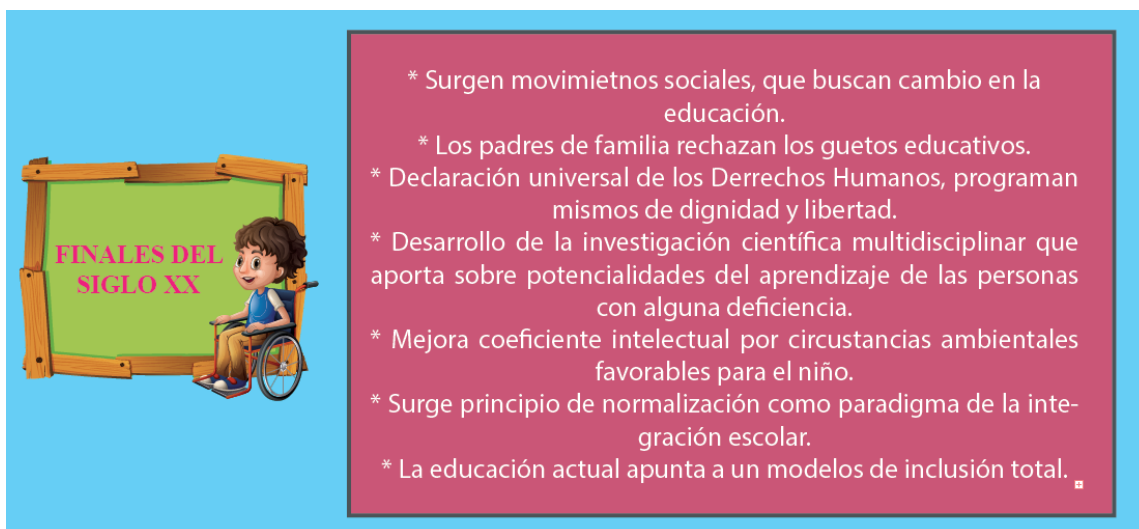 FINALES DEL
SIGLO XX
* Surgen movimietnos sociales, que buscan cambio en la
educación.
* Los padres de familia rechazan los guetos educativos.
* Declaración universal de los Derrechos Humanos, programan
mismos de dignidad y libertad.
* Desarrollo de la investigación científica multidisciplinar que
aporta sobre potencialidades del aprendizaje de las personas
con alguna deficiencia.
* Mejora coeficiente intelectual por circustancias ambientales
favorables para el niño.
* Surge principio de normalización como paradigma de la inte-
gración escolar.
* La educación actual apunta a un modelos de inclusión total.